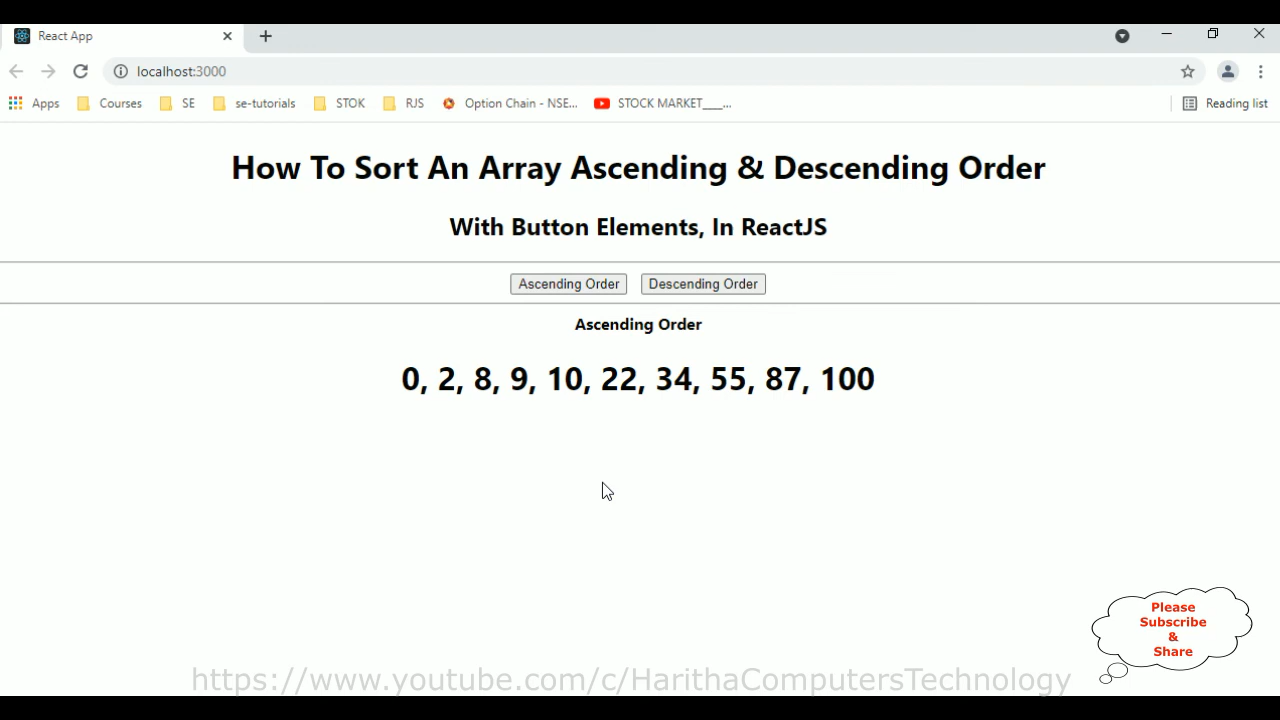 React App
localhost:3000
Apps Courses SE se-tutorials STOK RJS Option Chain - NSE... STOCK MARKET____... Reading list
How To Sort An Array Ascending & Descending Order
With Button Elements, In ReactJS
Ascending Order Descending Order
Ascending Order
0, 2, 8, 9, 10, 22, 34, 55, 87, 100
Please
Subscribe
&
Share
https://www.youtube.com/c/HarithaComputersTechnology